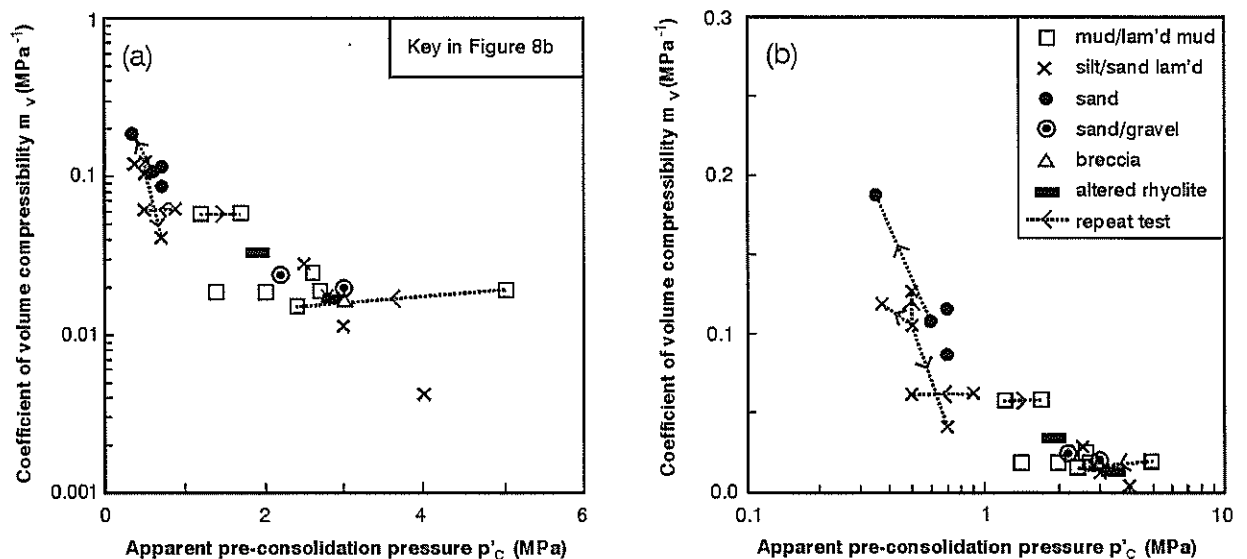 (a)
Key in Figure 8b
Coefficient of volume compressibility m v (MPa-1)
1
0.1
0.01
0.001
0
2
4
6
Apparent pre-consolidation pressure p'C (MPa)
(b)
mud/lam'd mud
silt/sand lam'd
sand
sand/gravel
breccia
altered rhyolite
repeat test
Coefficient of volume compressibility m v (MPa-1)
0.3
0.2
0.1
0.0
0.1
1
10
Apparent pre-consolidation pressure p'C (MPa)